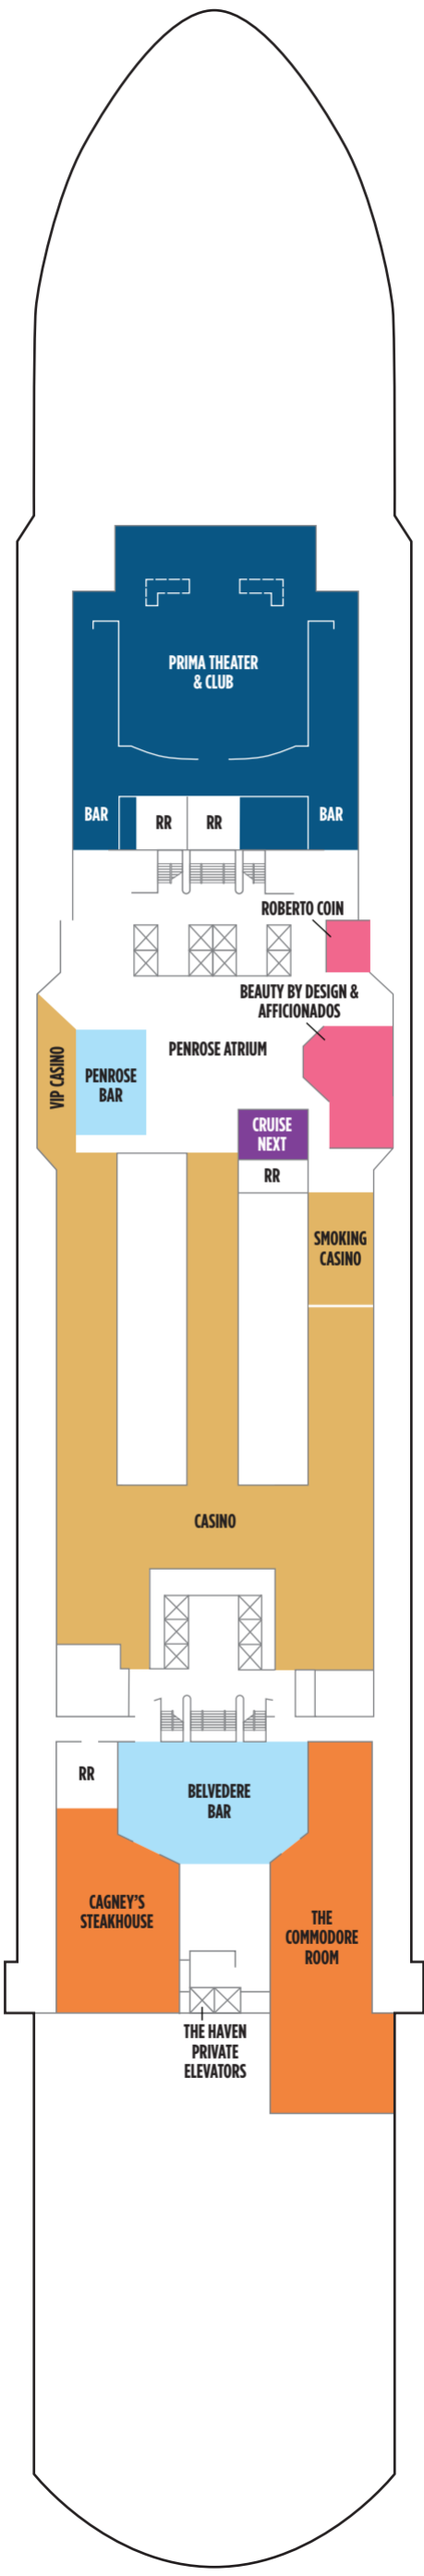 PRIMA THEATER
& CLUB
BAR
RR
RR
BAR
ROBERTO COIN
BEAUTY BY DESIGN &
AFFICIONADOS
PENROSE ATRIUM
VIP CASINO
PENROSE
BAR
CRUISE
NEXT
RR
SMOKING
CASINO
CASINO
RR
BELVEDERE
BAR
CAGNEY'S
STEAKHOUSE
THE
COMMODORE
ROOM
THE HAVEN
PRIVATE
ELEVATORS